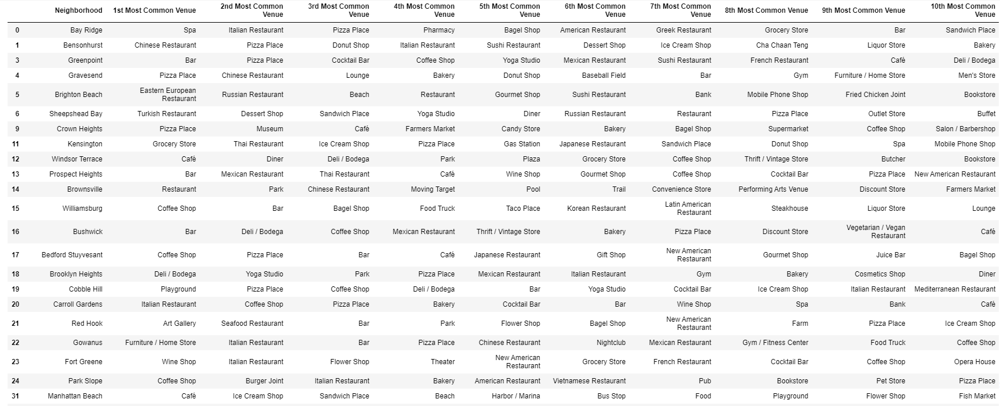 Neighborhood 1st Most Common Venue 2nd Most Common Venue 3rd Most Common Venue 4th Most Common Venue 5th Most Common Venue 6th Most Common Venue 7th Most Common Venue 8th Most Common Venue 9th Most Common Venue 10th Most Common Venue
0 Bay Ridge Spa Italian Restaurant Pizza Place Pharmacy Bagel Shop American Restaurant Greek Restaurant Grocery Store Bar Sandwich Place
1 Bensonhurst Chinese Restaurant Pizza Place Donut Shop Italian Restaurant Sushi Restaurant Dessert Shop Ice Cream Shop Cha Chaan Teng Liquor Store Bakery
3 Greenpoint Bar Pizza Place Cocktail Bar Coffee Shop Yoga Studio Mexican Restaurant Sushi Restaurant French Restaurant Café Deli / Bodega
4 Gravesend Pizza Place Chinese Restaurant Lounge Bakery Donut Shop Baseball Field Bar Gym Furniture / Home Store Men's Store
5 Brighton Beach Eastern European Restaurant Russian Restaurant Beach Restaurant Gourmet Shop Sushi Restaurant Bank Mobile Phone Shop Fried Chicken Joint Bookstore
6 Sheepshead Bay Turkish Restaurant Dessert Shop Sandwich Place Yoga Studio Diner Russian Restaurant Restaurant Pizza Place Outlet Store Buffet
9 Crown Heights Pizza Place Museum Café Farmers Market Candy Store Bakery Bagel Shop Supermarket Coffee Shop Salon / Barbershop
11 Kensington Grocery Store Thai Restaurant Ice Cream Shop Pizza Place Gas Station Japanese Restaurant Sandwich Place Donut Shop Spa Mobile Phone Shop
12 Windsor Terrace Café Diner Deli / Bodega Park Plaza Grocery Store Coffee Shop Thrift / Vintage Store Butcher Bookstore
13 Prospect Heights Bar Mexican Restaurant Thai Restaurant Café Wine Shop Gourmet Shop Coffee Shop Cocktail Bar Pizza Place New American Restaurant
14 Brownsville Restaurant Park Chinese Restaurant Moving Target Pool Trail Convenience Store Performing Arts Venue Discount Store Farmers Market
15 Williamsburg Coffee Shop Bar Bagel Shop Food Truck Taco Place Korean Restaurant Latin American Restaurant Steakhouse Liquor Store Lounge
16 Bushwick Bar Deli / Bodega Coffee Shop Mexican Restaurant Thrift / Vintage Store Bakery Pizza Place Discount Store Vegetarian / Vegan Restaurant Café
17 Bedford Stuyvesant Coffee Shop Pizza Place Bar Café Japanese Restaurant Gift Shop New American Restaurant Gourmet Shop Juice Bar Bagel Shop
18 Brooklyn Heights Deli / Bodega Yoga Studio Park Pizza Place Mexican Restaurant Italian Restaurant Gym Bakery Cosmetics Shop Diner
19 Cobble Hill Playground Pizza Place Coffee Shop Deli / Bodega Bar Yoga Studio Cocktail Bar Ice Cream Shop Italian Restaurant Mediterranean Restaurant
20 Carroll Gardens Italian Restaurant Coffee Shop Pizza Place Bakery Cocktail Bar Bar Wine Shop Spa Bank Café
21 Red Hook Art Gallery Seafood Restaurant Bar Park Flower Shop Bagel Shop New American Restaurant Farm Pizza Place Ice Cream Shop
22 Gowanus Furniture / Home Store Italian Restaurant Bar Pizza Place Chinese Restaurant Nightclub Mexican Restaurant Gym / Fitness Center Food Truck Coffee Shop
23 Fort Greene Wine Shop Italian Restaurant Flower Shop Theater New American Restaurant Grocery Store French Restaurant Cocktail Bar Coffee Shop Opera House
24 Park Slope Coffee Shop Burger Joint Italian Restaurant Bakery American Restaurant Vietnamese Restaurant Pub Bookstore Pet Store Pizza Place
31 Manhattan Beach Café Ice Cream Shop Sandwich Place Beach Harbor / Marina Bus Stop Food Playground Flower Shop Fish Market